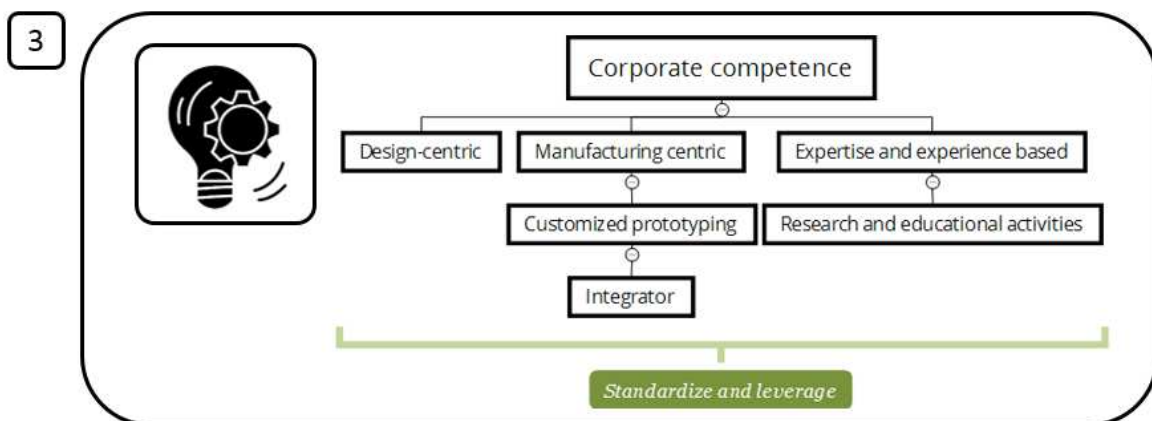 3
Corporate competence
Design-centric
Manufacturing centric
Expertise and experience based
Customized prototyping
Research and educational activities
Integrator
Standardize and leverage